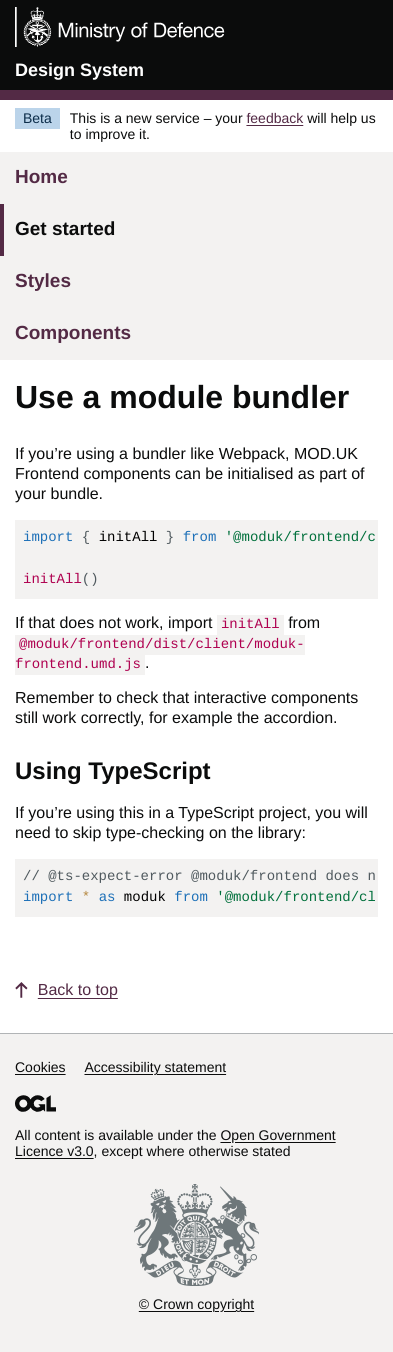 Ministry of Defence
Design System
Beta
This is a new service – your feedback will help us
to improve it.
Home
Get started
Styles
Components
Use a module bundler
If you’re using a bundler like Webpack, MOD.UK
Frontend components can be initialised as part of
your bundle.
import { initAll } from '@moduk/frontend/c
initAll()
If that does not work, import initAll from
@moduk/frontend/dist/client/moduk-
frontend.umd.js.
Remember to check that interactive components
still work correctly, for example the accordion.
Using TypeScript
If you’re using this in a TypeScript project, you will
need to skip type-checking on the library:
// @ts-expect-error @moduk/frontend does n
import * as moduk from '@moduk/frontend/cl
Back to top
Cookies Accessibility statement
OGL
All content is available under the Open Government
Licence v3.0, except where otherwise stated
DIEU ET MON DROIT
© Crown copyright